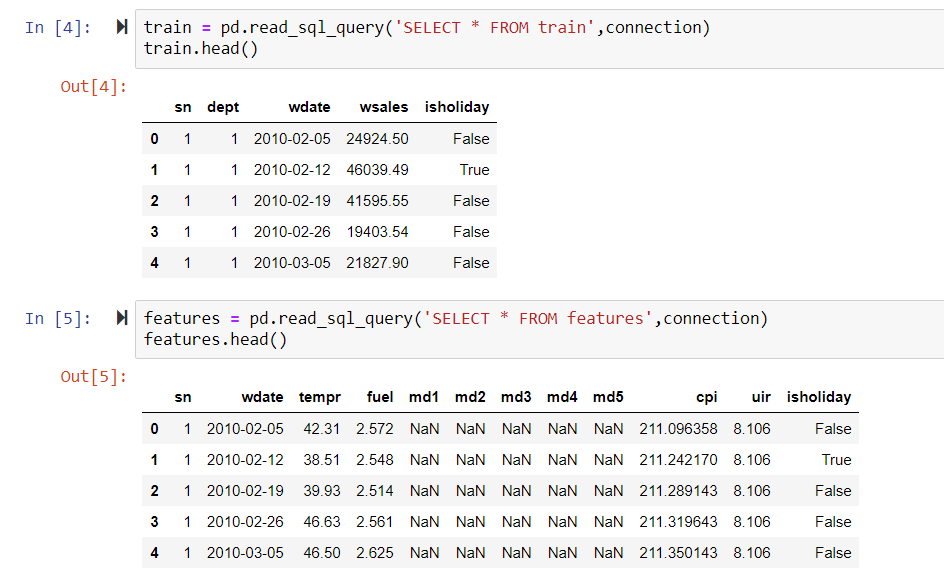 In [4]: train = pd.read_sql_query('SELECT * FROM train',connection)
train.head()
Out[4]:
sn dept wdate wsales isholiday
0 1 1 2010-02-05 24924.50 False
1 1 1 2010-02-12 46039.49 True
2 1 1 2010-02-19 41595.55 False
3 1 1 2010-02-26 19403.54 False
4 1 1 2010-03-05 21827.90 False
In [5]: features = pd.read_sql_query('SELECT * FROM features',connection)
features.head()
Out[5]:
sn wdate tempr fuel md1 md2 md3 md4 md5 cpi uir isholiday
0 1 2010-02-05 42.31 2.572 NaN NaN NaN NaN NaN 211.096358 8.106 False
1 1 2010-02-12 38.51 2.548 NaN NaN NaN NaN NaN 211.242170 8.106 True
2 1 2010-02-19 39.93 2.514 NaN NaN NaN NaN NaN 211.289143 8.106 False
3 1 2010-02-26 46.63 2.561 NaN NaN NaN NaN NaN 211.319643 8.106 False
4 1 2010-03-05 46.50 2.625 NaN NaN NaN NaN NaN 211.350143 8.106 False